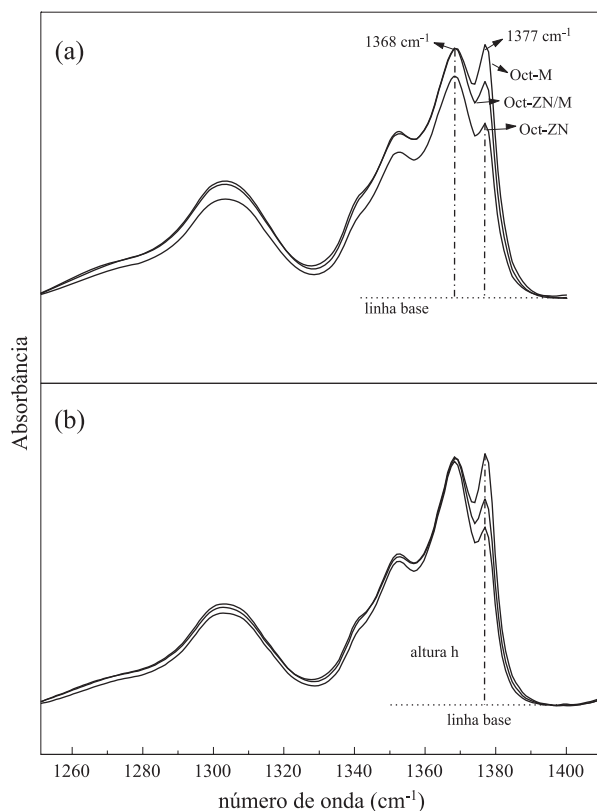 (a)
1368 cm⁻¹
1377 cm⁻¹
Oct-M
Oct-ZN/M
Oct-ZN
linha base
Absorbância
(b)
altura h
linha base
1260 1280 1300 1320 1340 1360 1380 1400
número de onda (cm⁻¹)